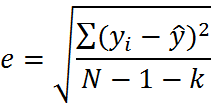 e = √(Σ(yᵢ − ŷ)² / (N − 1 − k))